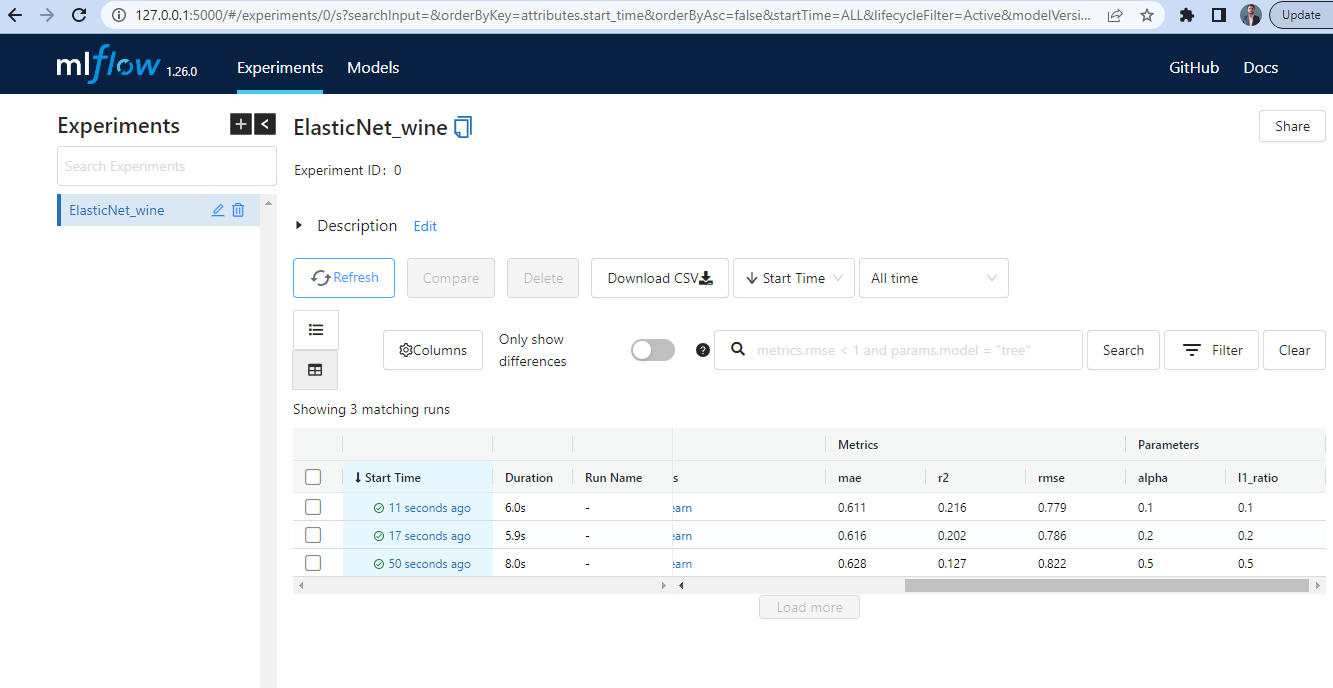 127.0.0.1:5000/#/experiments/0/s?searchInput=&orderByKey=attributes.start_time&orderByAsc=false&startTime=ALL&lifecycleFilter=Active&modelVersi...
Update
mlflow 1.26.0 Experiments Models GitHub Docs
Experiments + <
Search Experiments
ElasticNet_wine
ElasticNet_wine
Share
Experiment ID: 0
Description Edit
Refresh Compare Delete Download CSV Start Time All time
Columns Only show differences ? metrics.rmse < 1 and params.model = "tree" Search Filter Clear
Showing 3 matching runs
Metrics Parameters
Start Time Duration Run Name s mae r2 rmse alpha l1_ratio
11 seconds ago 6.0s - earn 0.611 0.216 0.779 0.1 0.1
17 seconds ago 5.9s - earn 0.616 0.202 0.786 0.2 0.2
50 seconds ago 8.0s - earn 0.628 0.127 0.822 0.5 0.5
Load more